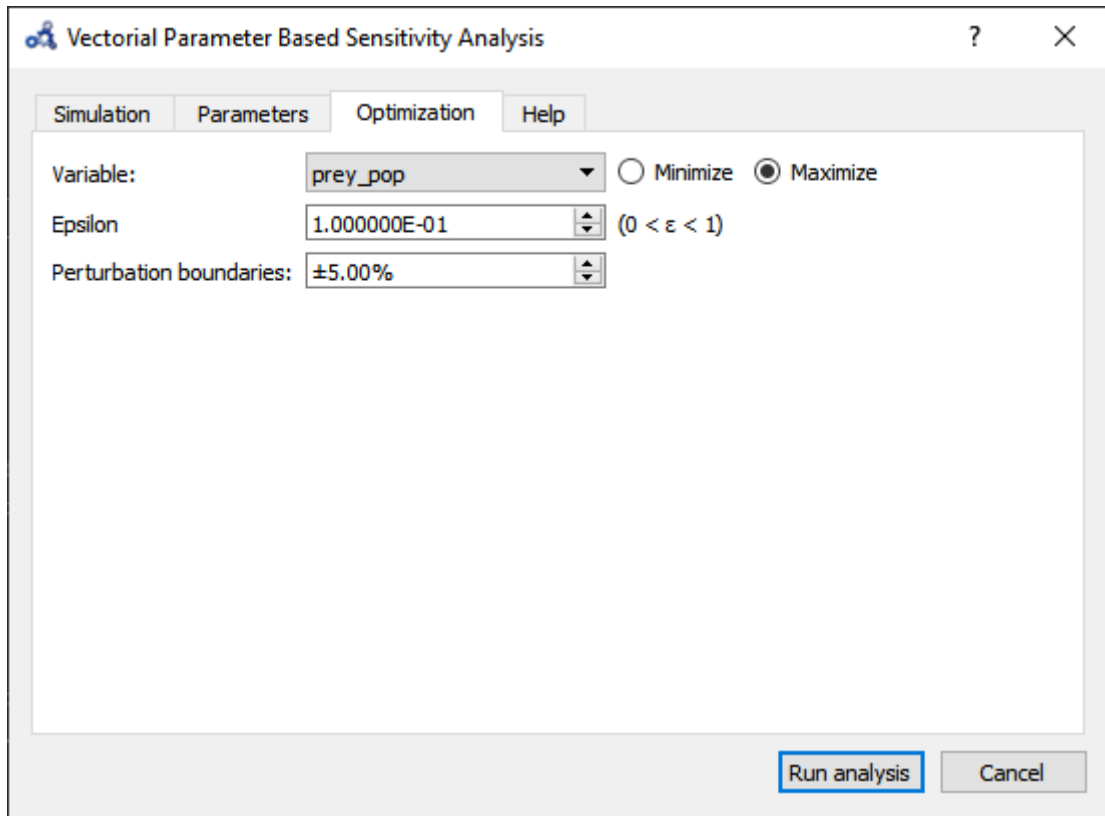 Vectorial Parameter Based Sensitivity Analysis ?
Simulation Parameters Optimization Help
Variable: prey_pop Minimize Maximize
Epsilon 1.000000E-01 (0 < ε < 1)
Perturbation boundaries: ±5.00%
Run analysis Cancel